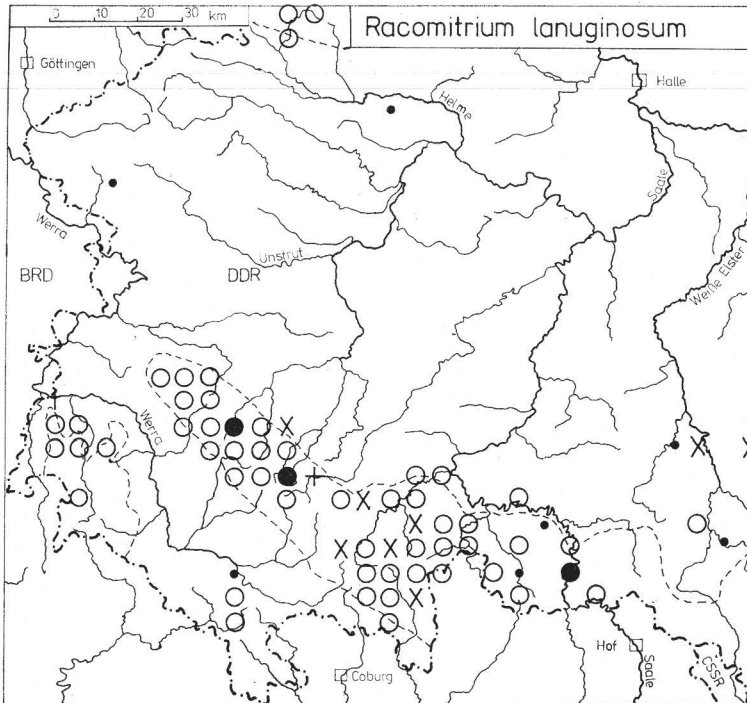 0 10 20 30 km
Racomitrium lanuginosum
Göttingen
Halle
Helme
Saale
Werra
Unstrut
Weiße Elster
BRD
DDR
Werra
Hof
Saale
Coburg
CSSR